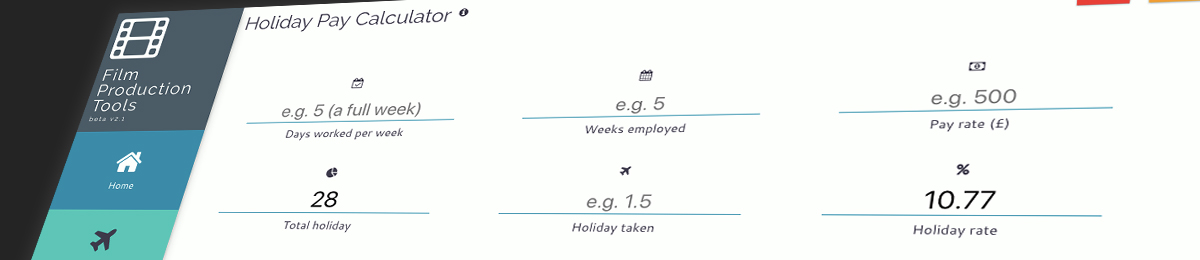 Holiday Pay Calculator
Film
Production
Tools
beta v2.1
Home
e.g. 5 (a full week)
Days worked per week
e.g. 5
Weeks employed
e.g. 500
Pay rate (£)
28
Total holiday
e.g. 1.5
Holiday taken
%
10.77
Holiday rate